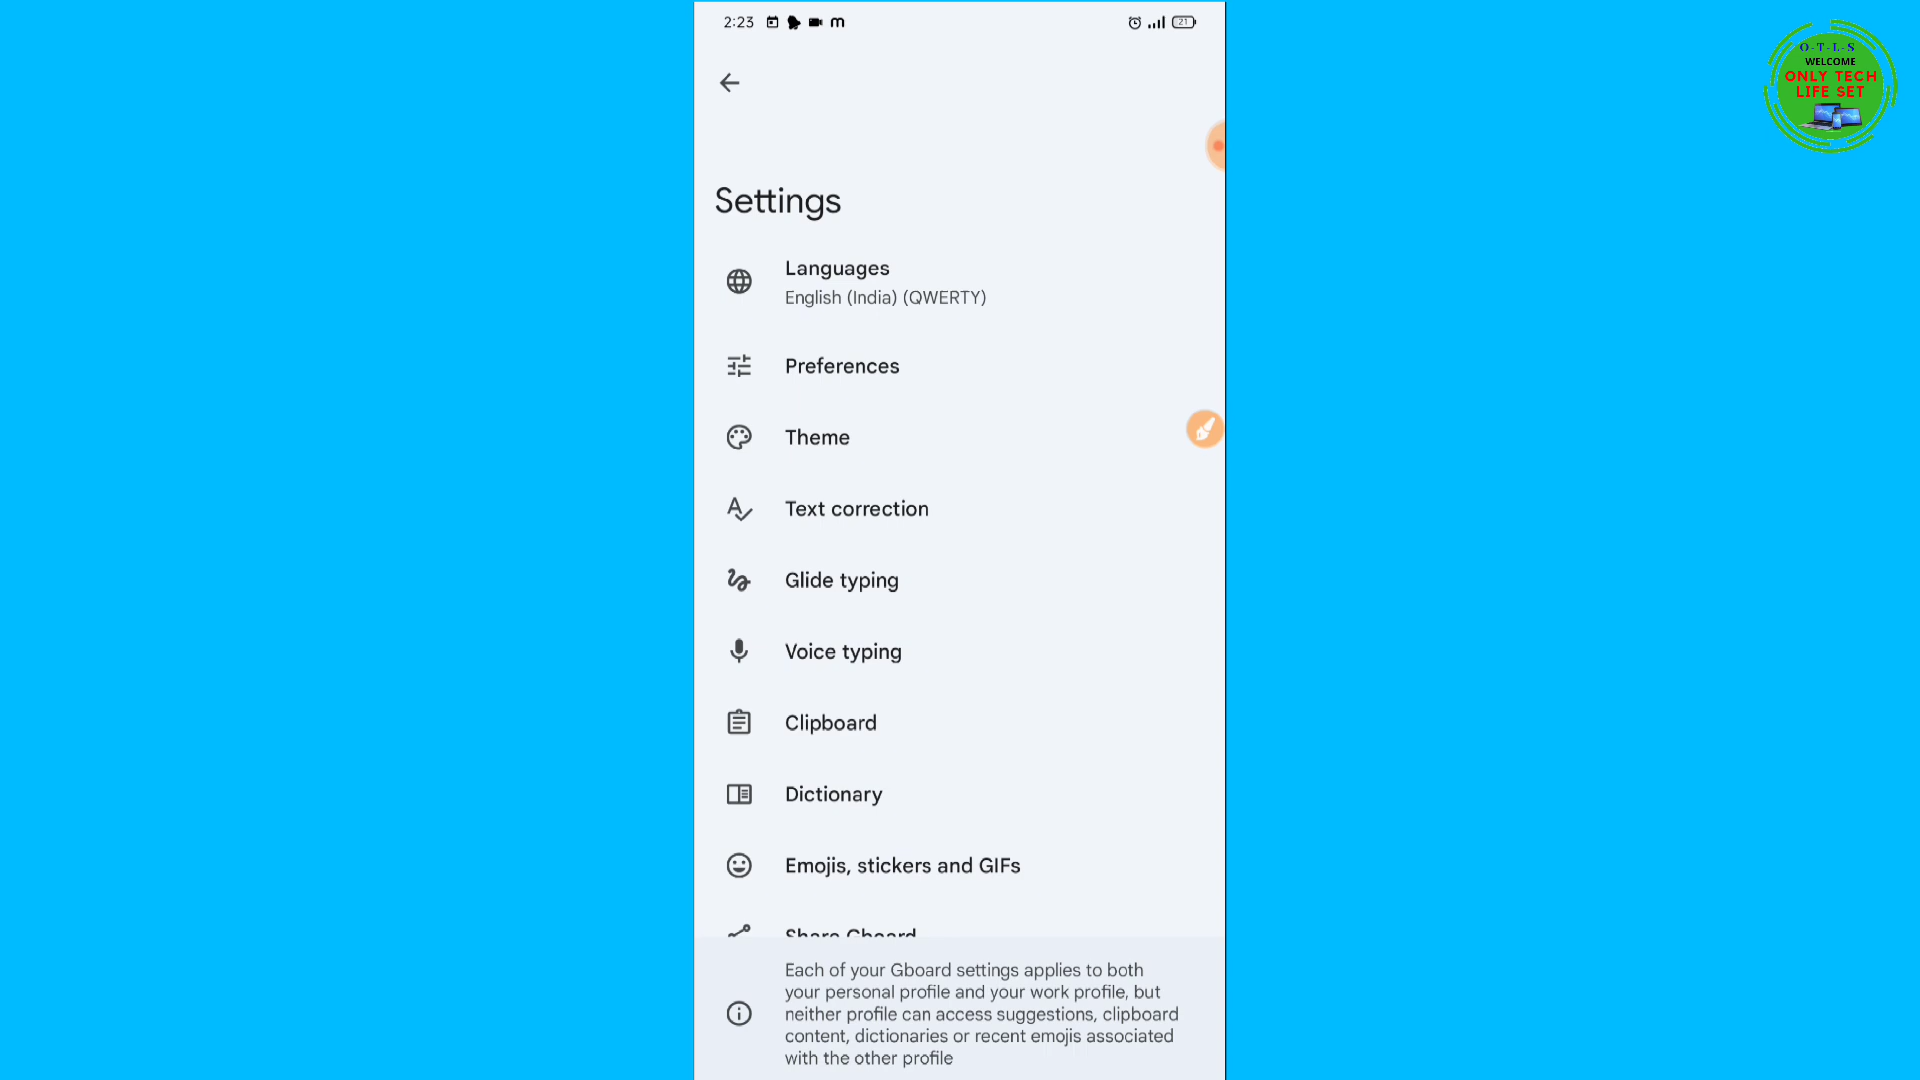 2:23
21
O-T-L-S
WELCOME
ONLY TECH
LIFE SET
Settings
Languages
English (India) (QWERTY)
Preferences
Theme
Text correction
Glide typing
Voice typing
Clipboard
Dictionary
Emojis, stickers and GIFs
Share Gboard
Each of your Gboard settings applies to both
your personal profile and your work profile, but
neither profile can access suggestions, clipboard
content, dictionaries or recent emojis associated
with the other profile